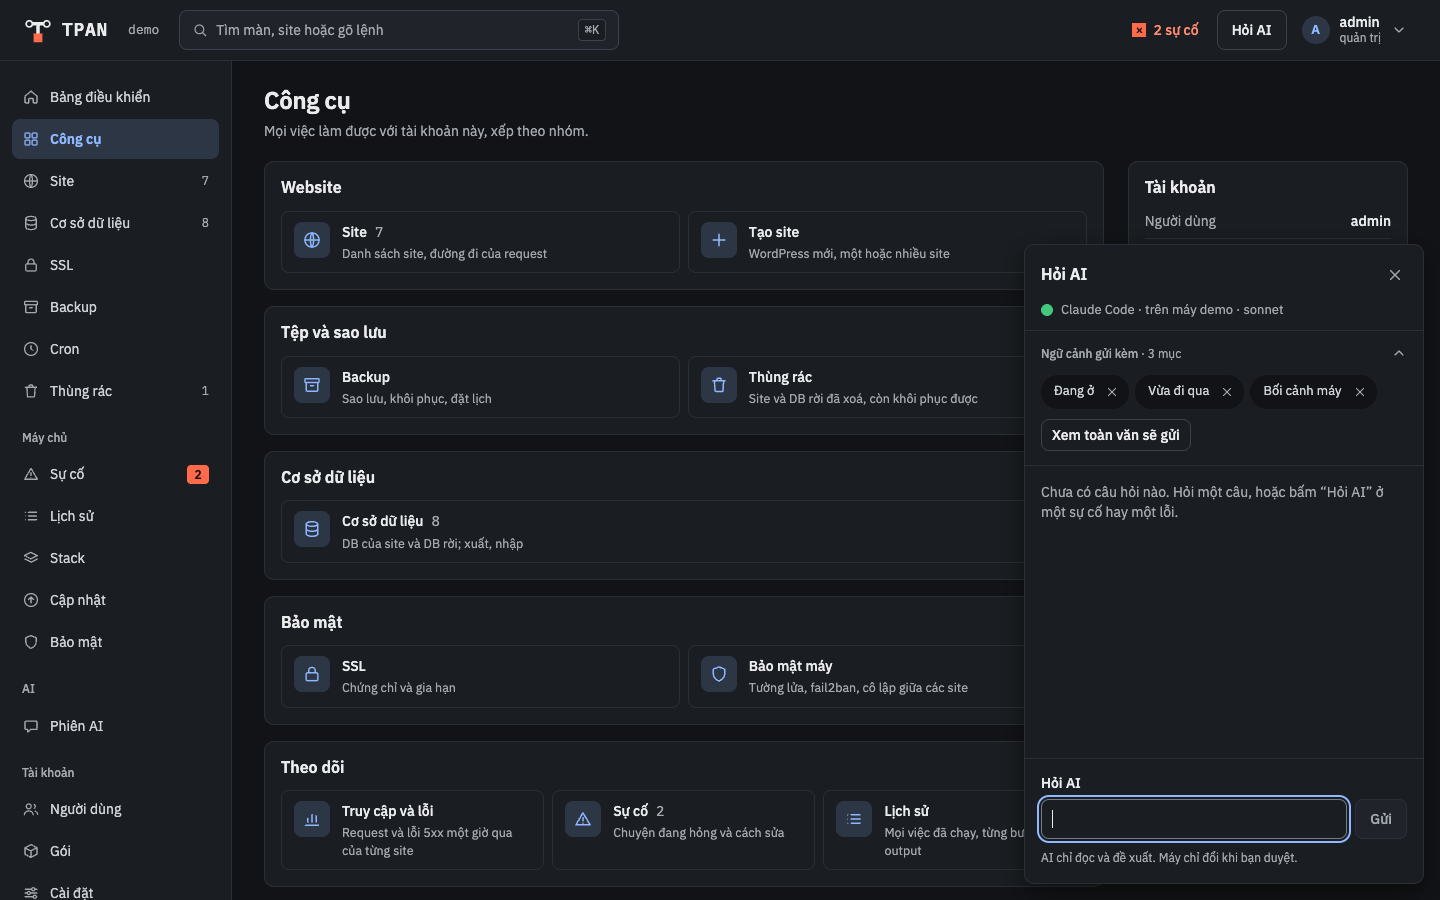 TPAN
demo
Tìm màn, site hoặc gõ lệnh
⌘K
2 sự cố
Hỏi AI
A
admin
quản trị
Bảng điều khiển
Công cụ
Site
7
Cơ sở dữ liệu
8
SSL
Backup
Cron
Thùng rác
1
Máy chủ
Sự cố
2
Lịch sử
Stack
Cập nhật
Bảo mật
AI
Phiên AI
Tài khoản
Người dùng
Gói
Cài đặt
Công cụ
Mọi việc làm được với tài khoản này, xếp theo nhóm.
Website
Site 7
Danh sách site, đường đi của request
Tạo site
WordPress mới, một hoặc nhiều site
Tệp và sao lưu
Backup
Sao lưu, khôi phục, đặt lịch
Thùng rác
Site và DB rời đã xoá, còn khôi phục được
Cơ sở dữ liệu
Cơ sở dữ liệu 8
DB của site và DB rời; xuất, nhập
Bảo mật
SSL
Chứng chỉ và gia hạn
Bảo mật máy
Tường lửa, fail2ban, cô lập giữa các site
Theo dõi
Truy cập và lỗi
Request và lỗi 5xx một giờ qua
của từng site
Sự cố 2
Chuyện đang hỏng và cách sửa
Lịch sử
Mọi việc đã chạy, từng
output
Tài khoản
Người dùng
admin
Hỏi AI
Claude Code · trên máy demo · sonnet
Ngữ cảnh gửi kèm · 3 mục
Đang ở
Vừa đi qua
Bối cảnh máy
Xem toàn văn sẽ gửi
Chưa có câu hỏi nào. Hỏi một câu, hoặc bấm “Hỏi AI” ở
một sự cố hay một lỗi.
Hỏi AI
Gửi
AI chỉ đọc và đề xuất. Máy chỉ đổi khi bạn duyệt.